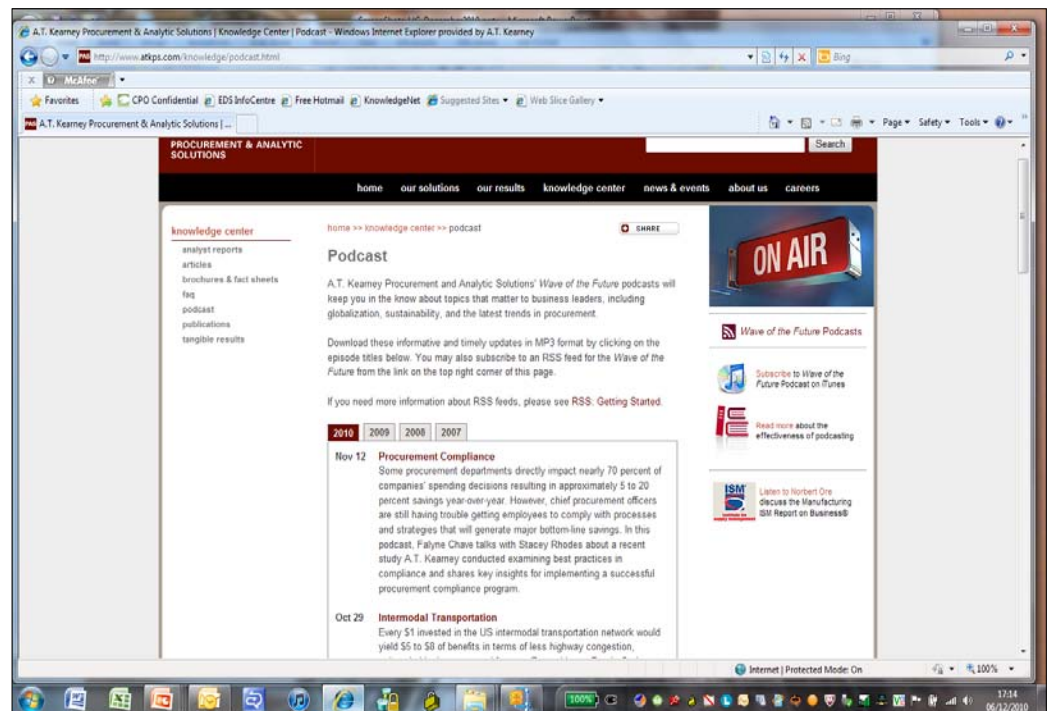 A.T. Kearney Procurement & Analytic Solutions | Knowledge Center | Podcast - Windows Internet Explorer provided by A.T. Kearney
http://www.atkps.com/knowledge/podcast.html
Bing
X McAfee
Favorites CPO Confidential EDS InfoCentre Free Hotmail KnowledgeNet Suggested Sites Web Slice Gallery
PAS A.T. Kearney Procurement & Analytic Solutions | ...
Page Safety Tools
PROCUREMENT & ANALYTIC
SOLUTIONS
Search
home our solutions our results knowledge center news & events about us careers
knowledge center
analyst reports
articles
brochures & fact sheets
faq
podcast
publications
tangible results
home >> knowledge center >> podcast
SHARE
Podcast
A.T. Kearney Procurement and Analytic Solutions' Wave of the Future podcasts will
keep you in the know about topics that matter to business leaders, including
globalization, sustainability, and the latest trends in procurement.
Download these informative and timely updates in MP3 format by clicking on the
episode titles below. You may also subscribe to an RSS feed for the Wave of the
Future from the link on the top right corner of this page.
If you need more information about RSS feeds, please see RSS: Getting Started.
2010 2009 2008 2007
Nov 12 Procurement Compliance
Some procurement departments directly impact nearly 70 percent of
companies' spending decisions resulting in approximately 5 to 20
percent savings year-over-year. However, chief procurement officers
are still having trouble getting employees to comply with processes
and strategies that will generate major bottom-line savings. In this
podcast, Falyne Chave talks with Stacey Rhodes about a recent
study A.T. Kearney conducted examining best practices in
compliance and shares key insights for implementing a successful
procurement compliance program.
Oct 29 Intermodal Transportation
Every $1 invested in the US intermodal transportation network would
yield $5 to $8 of benefits in terms of less highway congestion,
ON AIR
Wave of the Future Podcasts
Subscribe to Wave of the
Future Podcast on iTunes
Read more about the
effectiveness of podcasting
ISM
Listen to Norbert Ore
discuss the Manufacturing
ISM Report on Business®
Internet | Protected Mode: On
100%
100%
17:14
06/12/2010